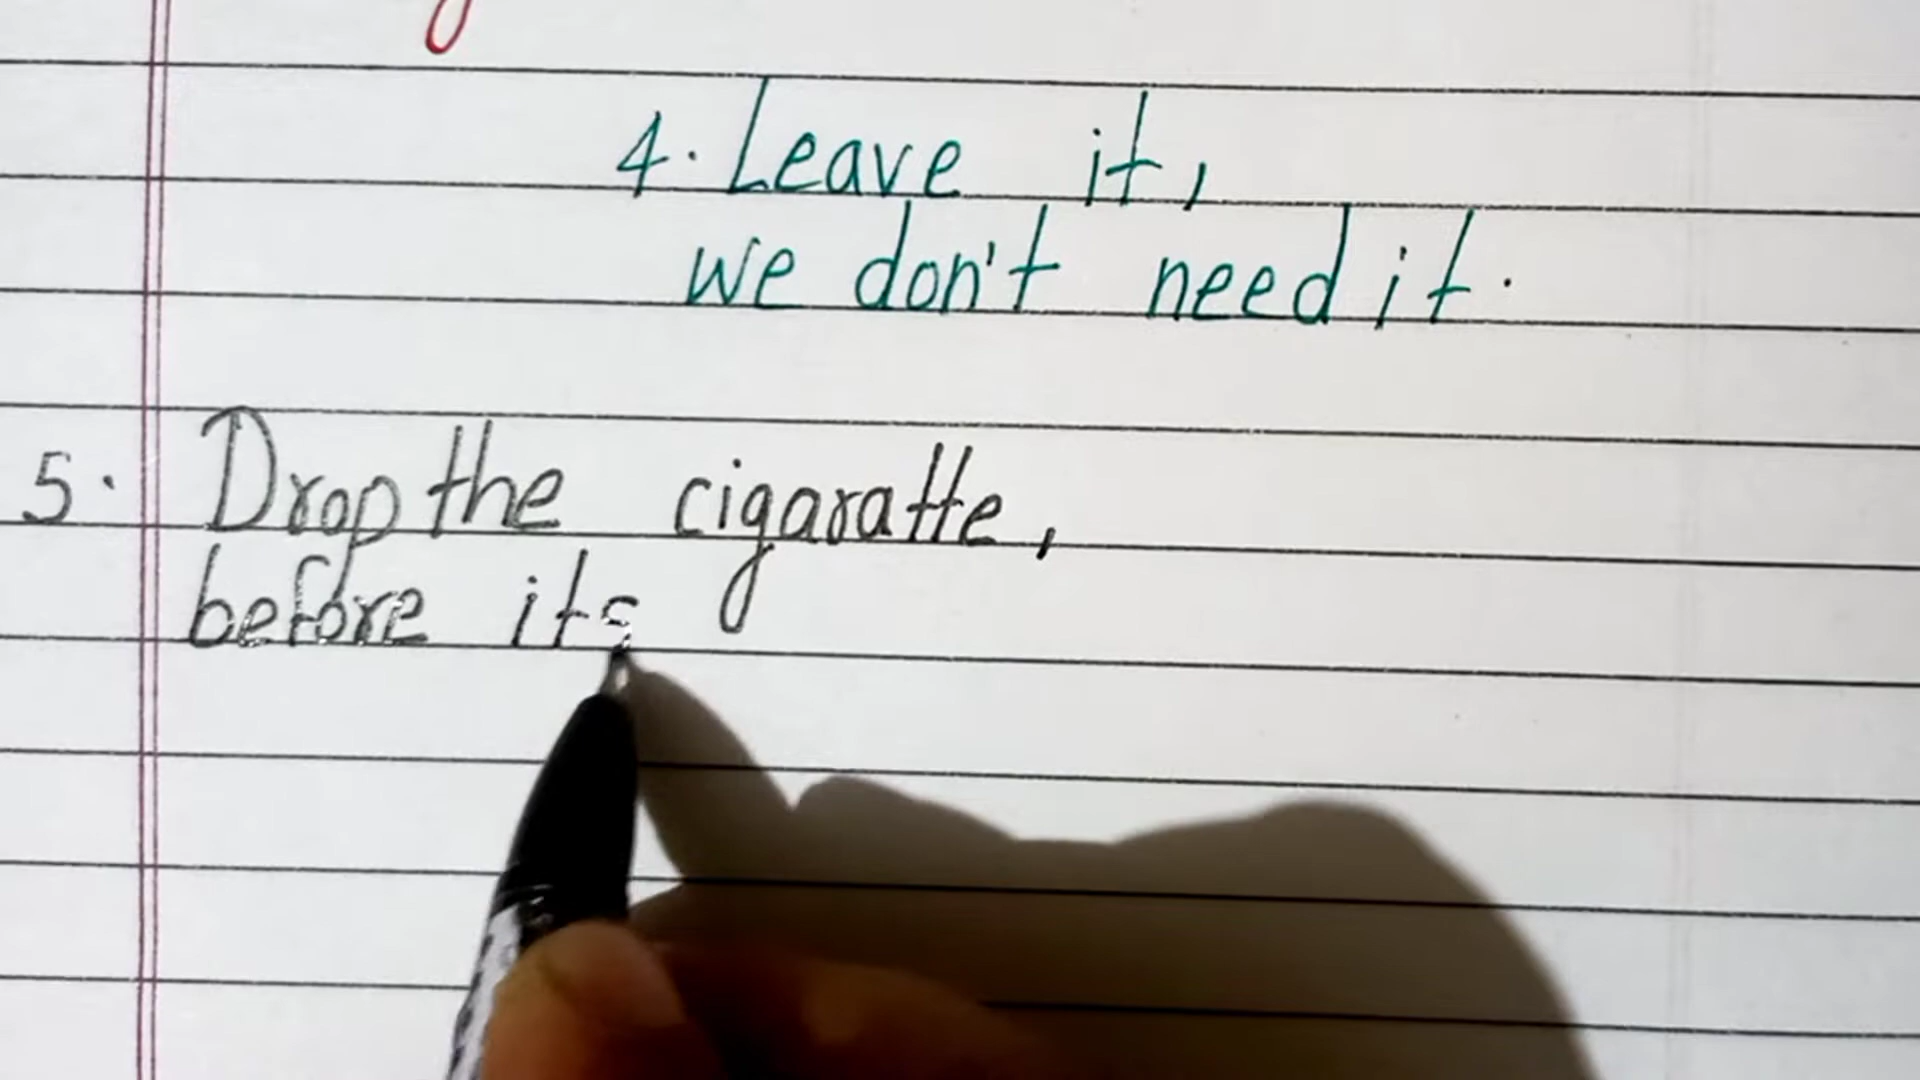 4. Leave it,
we don't need it.
5. Drop the cigaratte,
before its